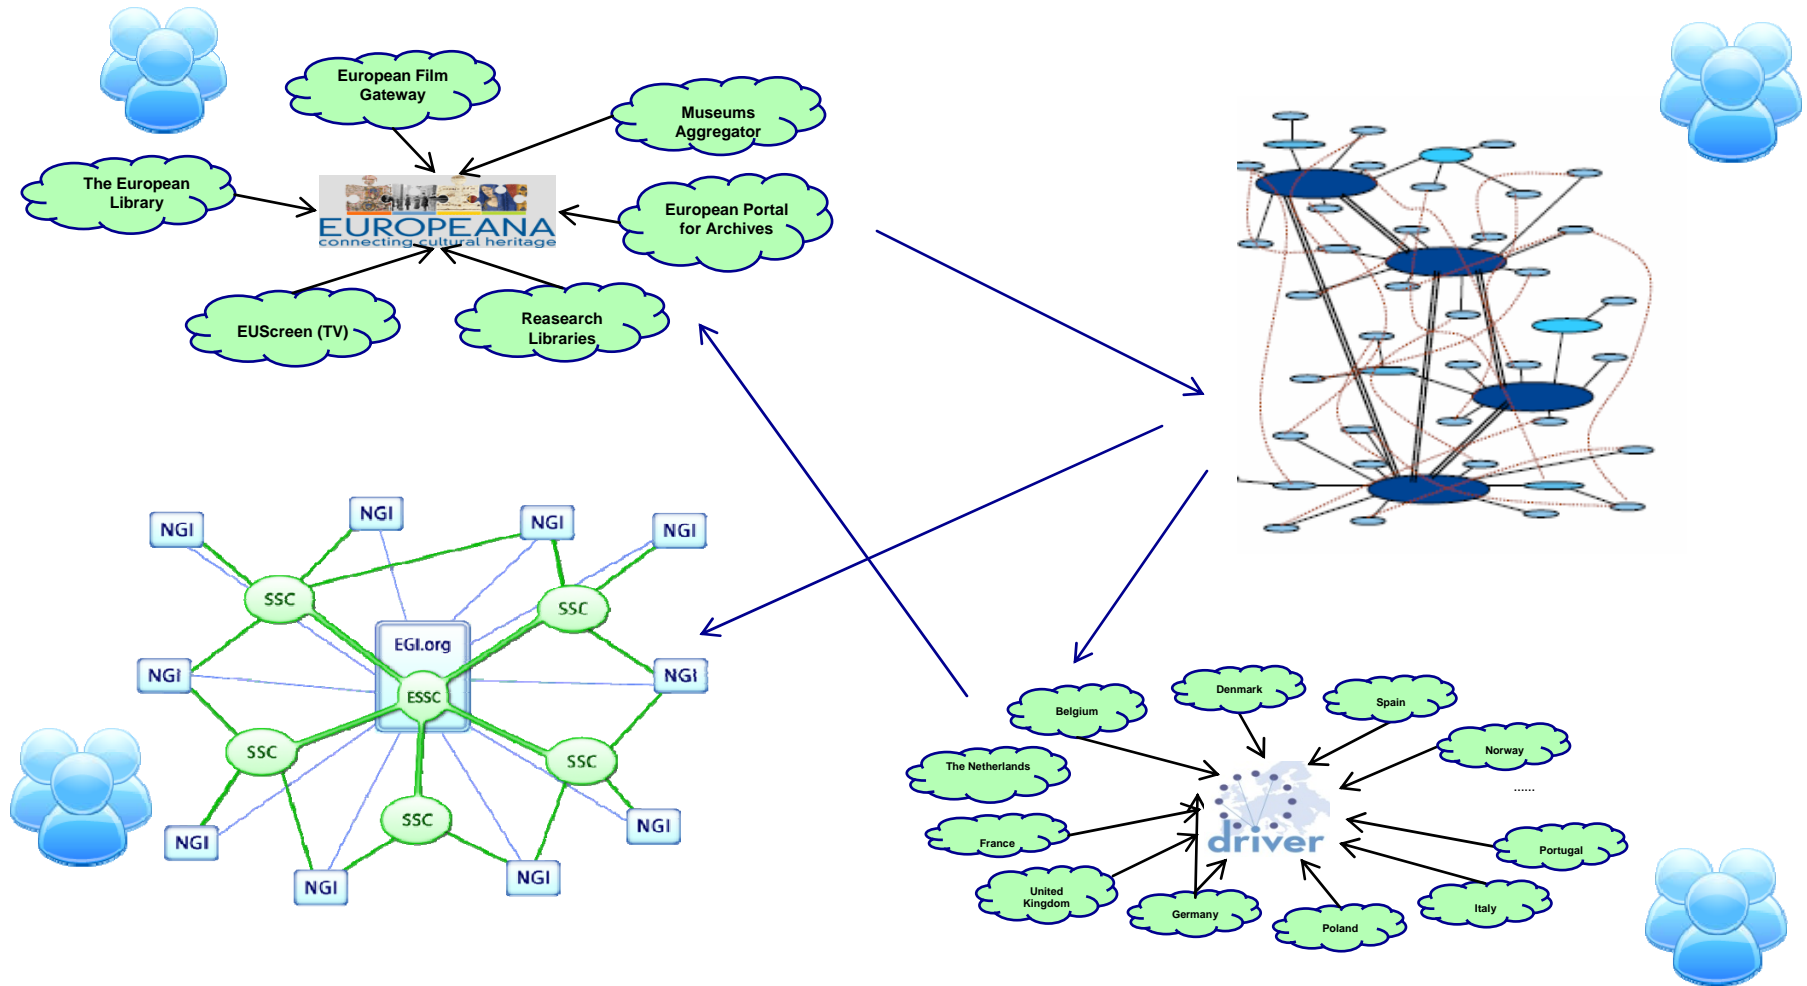 European Film
Gateway
Museums
Aggregator
The European
Library
EUROPEANA
connecting cultural heritage
European Portal
for Archives
EUScreen (TV)
Reasearch
Libraries
NGI
NGI
NGI
NGI
SSC
SSC
EGI.org
NGI
NGI
ESSC
SSC
SSC
SSC
NGI
NGI
NGI
NGI
Denmark
Belgium
Spain
Norway
The Netherlands
......
driver
France
Portugal
United
Kingdom
Germany
Italy
Poland